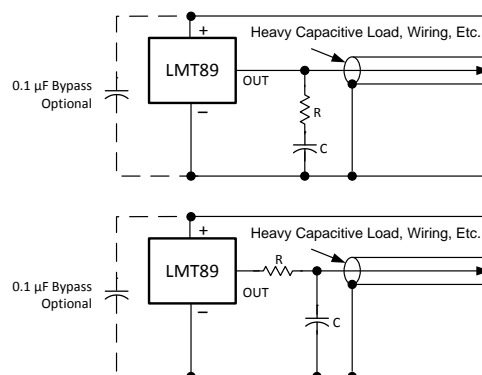 Heavy Capacitive Load, Wiring, Etc.
+
LMT89
OUT
0.1 µF Bypass
Optional
R
−
C
Heavy Capacitive Load, Wiring, Etc.
+
R
LMT89
OUT
0.1 µF Bypass
Optional
−
C